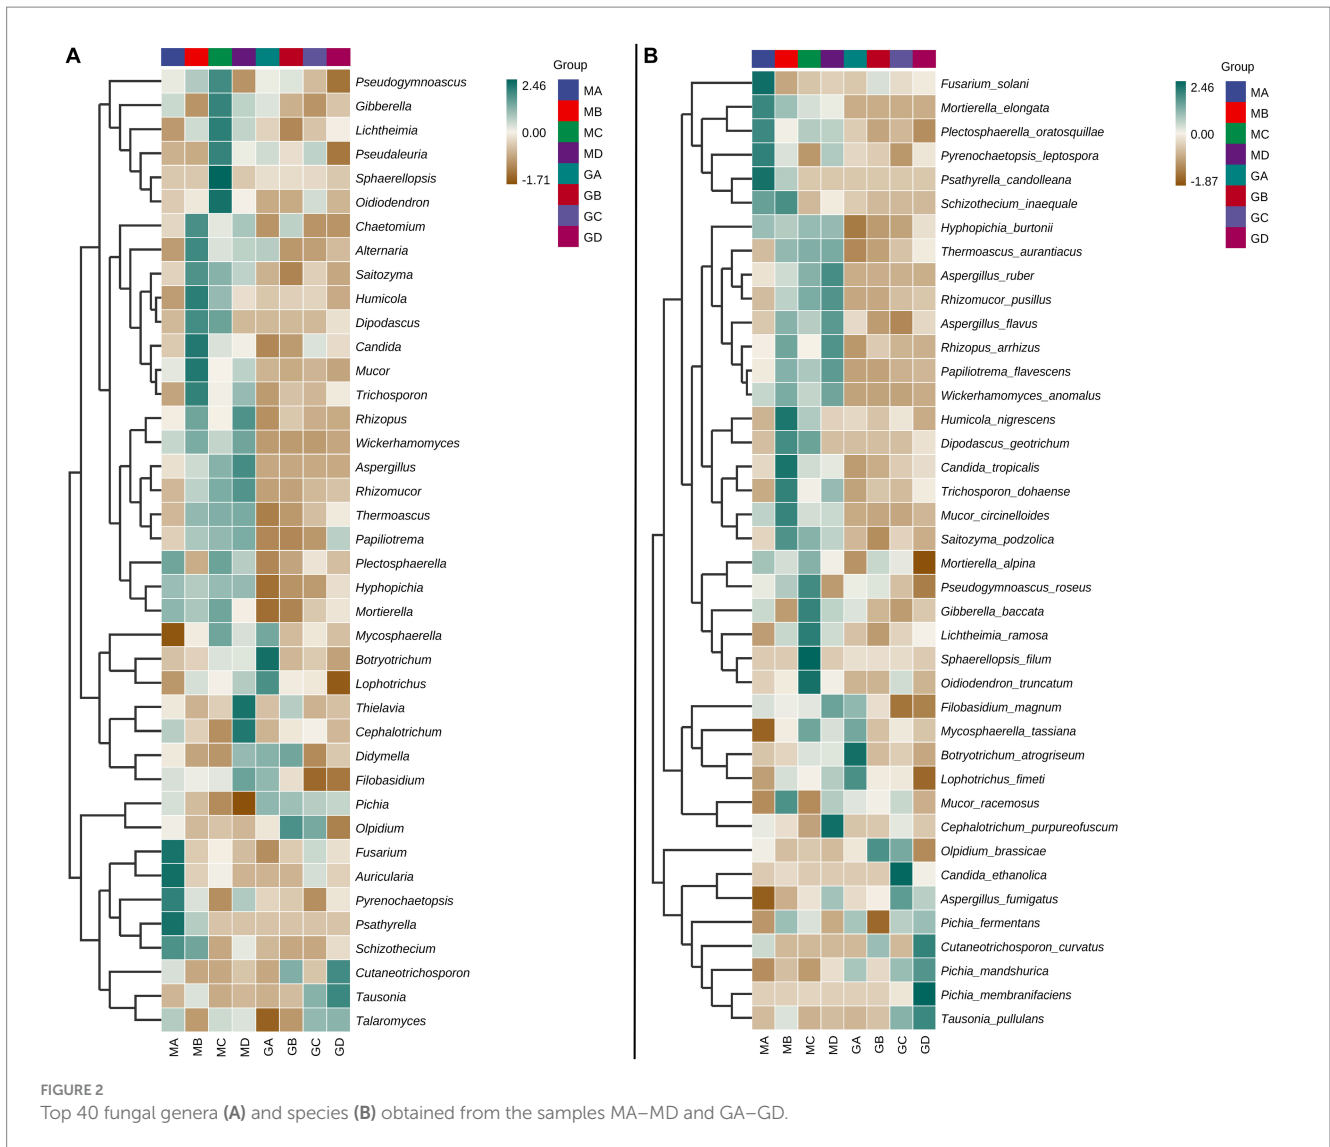 A
Group
2.46
0.00
-1.71
MA
MB
MC
MD
GA
GB
GC
GD
Pseudogymnoascus
Gibberella
Lichtheimia
Pseudaleuria
Sphaerellopsis
Oidiodendron
Chaetomium
Alternaria
Saitozyma
Humicola
Dipodascus
Candida
Mucor
Trichosporon
Rhizopus
Wickerhamomyces
Aspergillus
Rhizomucor
Thermoascus
Papiliotrema
Plectosphaerella
Hyphopichia
Mortierella
Mycosphaerella
Botryotrichum
Lophotrichus
Thielavia
Cephalotrichum
Didymella
Filobasidium
Pichia
Olpidium
Fusarium
Auricularia
Pyrenochaetopsis
Psathyrella
Schizothecium
Cutaneotrichosporon
Tausonia
Talaromyces
MA MB MC MD GA GB GC GD
B
Group
2.46
0.00
-1.87
MA
MB
MC
MD
GA
GB
GC
GD
Fusarium_solani
Mortierella_elongata
Plectosphaerella_oratosquillae
Pyrenochaetopsis_leptospora
Psathyrella_candolleana
Schizothecium_inaequale
Hyphopichia_burtonii
Thermoascus_aurantiacus
Aspergillus_ruber
Rhizomucor_pusillus
Aspergillus_flavus
Rhizopus_arrhizus
Papiliotrema_flavescens
Wickerhamomyces_anomalus
Humicola_nigrescens
Dipodascus_geotrichum
Candida_tropicalis
Trichosporon_dohaense
Mucor_circinelloides
Saitozyma_podzolica
Mortierella_alpina
Pseudogymnoascus_roseus
Gibberella_baccata
Lichtheimia_ramosa
Sphaerellopsis_filum
Oidiodendron_truncatum
Filobasidium_magnum
Mycosphaerella_tassiana
Botryotrichum_atrogriseum
Lophotrichus_fimeti
Mucor_racemosus
Cephalotrichum_purpureofuscum
Olpidium_brassicae
Candida_ethanolica
Aspergillus_fumigatus
Pichia_fermentans
Cutaneotrichosporon_curvatus
Pichia_mandshurica
Pichia_membranifaciens
Tausonia_pullulans
MA MB MC MD GA GB GC GD
FIGURE 2
Top 40 fungal genera (A) and species (B) obtained from the samples MA–MD and GA–GD.